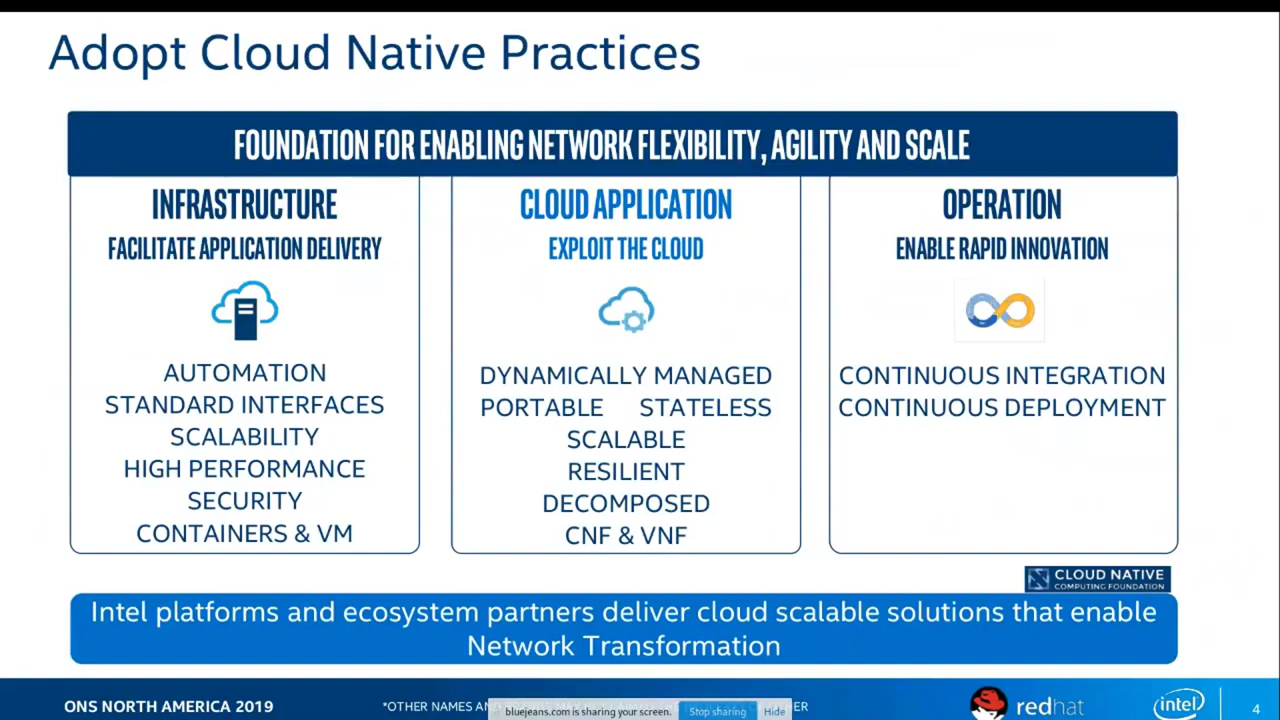 Adopt Cloud Native Practices
FOUNDATION FOR ENABLING NETWORK FLEXIBILITY, AGILITY AND SCALE
INFRASTRUCTURE
FACILITATE APPLICATION DELIVERY
AUTOMATION
STANDARD INTERFACES
SCALABILITY
HIGH PERFORMANCE
SECURITY
CONTAINERS & VM
CLOUD APPLICATION
EXPLOIT THE CLOUD
DYNAMICALLY MANAGED
PORTABLE STATELESS
SCALABLE
RESILIENT
DECOMPOSED
CNF & VNF
OPERATION
ENABLE RAPID INNOVATION
CONTINUOUS INTEGRATION
CONTINUOUS DEPLOYMENT
CLOUD NATIVE
COMPUTING FOUNDATION
Intel platforms and ecosystem partners deliver cloud scalable solutions that enable
Network Transformation
ONS NORTH AMERICA 2019
*OTHER NAMES
bluejeans.com is sharing your screen. Stop sharing Hide
redhat
intel
4